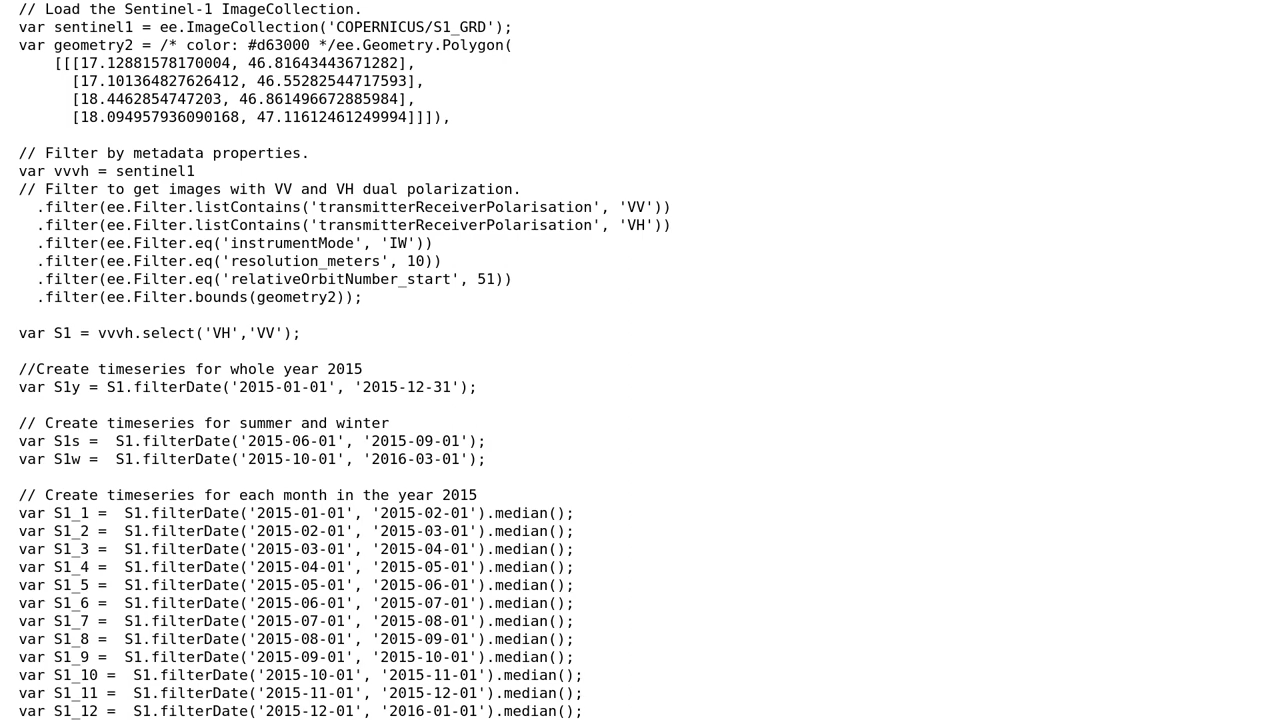 // Load the Sentinel-1 ImageCollection.
var sentinel1 = ee.ImageCollection('COPERNICUS/S1_GRD');
var geometry2 = /* color: #d63000 */ee.Geometry.Polygon(
    [[[17.12881578170004, 46.81643443671282],
      [17.101364827626412, 46.55282544717593],
      [18.4462854747203, 46.861496672885984],
      [18.094957936090168, 47.11612461249994]]]),

// Filter by metadata properties.
var vvvh = sentinel1
// Filter to get images with VV and VH dual polarization.
  .filter(ee.Filter.listContains('transmitterReceiverPolarisation', 'VV'))
  .filter(ee.Filter.listContains('transmitterReceiverPolarisation', 'VH'))
  .filter(ee.Filter.eq('instrumentMode', 'IW'))
  .filter(ee.Filter.eq('resolution_meters', 10))
  .filter(ee.Filter.eq('relativeOrbitNumber_start', 51))
  .filter(ee.Filter.bounds(geometry2));

var S1 = vvvh.select('VH','VV');

//Create timeseries for whole year 2015
var S1y = S1.filterDate('2015-01-01', '2015-12-31');

// Create timeseries for summer and winter
var S1s =  S1.filterDate('2015-06-01', '2015-09-01');
var S1w =  S1.filterDate('2015-10-01', '2016-03-01');

// Create timeseries for each month in the year 2015
var S1_1 =  S1.filterDate('2015-01-01', '2015-02-01').median();
var S1_2 =  S1.filterDate('2015-02-01', '2015-03-01').median();
var S1_3 =  S1.filterDate('2015-03-01', '2015-04-01').median();
var S1_4 =  S1.filterDate('2015-04-01', '2015-05-01').median();
var S1_5 =  S1.filterDate('2015-05-01', '2015-06-01').median();
var S1_6 =  S1.filterDate('2015-06-01', '2015-07-01').median();
var S1_7 =  S1.filterDate('2015-07-01', '2015-08-01').median();
var S1_8 =  S1.filterDate('2015-08-01', '2015-09-01').median();
var S1_9 =  S1.filterDate('2015-09-01', '2015-10-01').median();
var S1_10 =  S1.filterDate('2015-10-01', '2015-11-01').median();
var S1_11 =  S1.filterDate('2015-11-01', '2015-12-01').median();
var S1_12 =  S1.filterDate('2015-12-01', '2016-01-01').median();